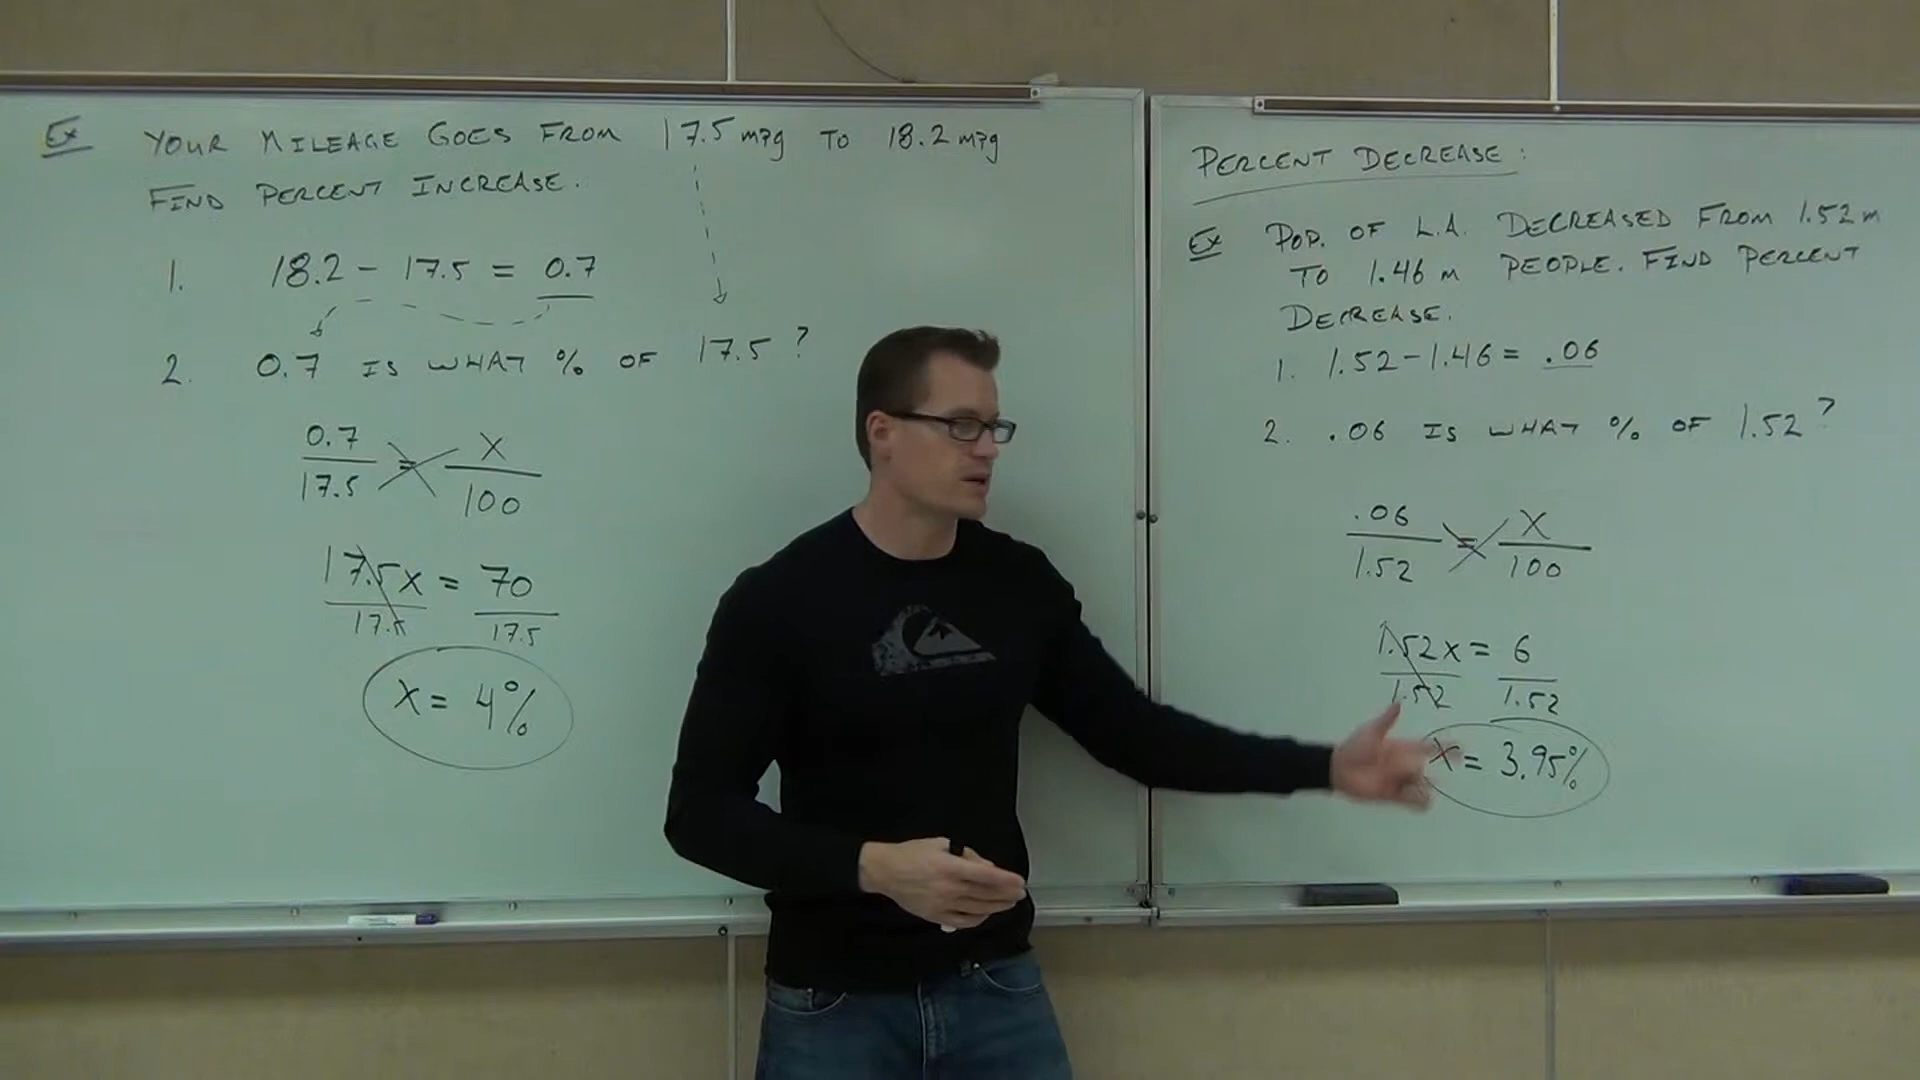 Ex YOUR MILEAGE GOES FROM 17.5 mpg TO 18.2 mpg
FIND PERCENT INCREASE.
1. 18.2 - 17.5 = 0.7
2. 0.7 IS WHAT % OF 17.5?
0.7/17.5 = X/100
17.5x/17.5 = 70/17.5
X = 4%
PERCENT DECREASE:
Ex POP. OF L.A. DECREASED FROM 1.52 m
TO 1.46 m PEOPLE. FIND PERCENT
DECREASE.
1. 1.52 - 1.46 = .06
2. .06 IS WHAT % OF 1.52?
.06/1.52 = X/100
1.52x/1.52 = 6/1.52
X = 3.95%